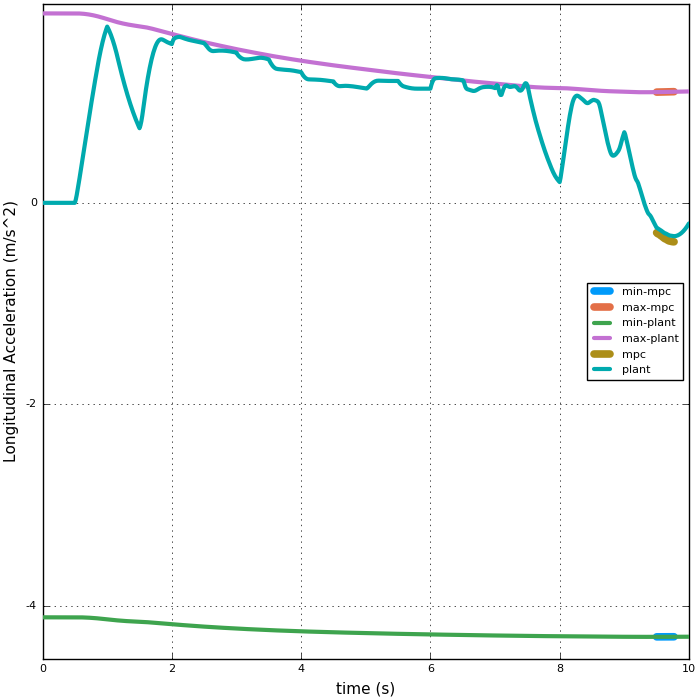 Longitudinal Acceleration (m/s^2)
0
-2
-4
min-mpc
max-mpc
min-plant
max-plant
mpc
plant
0 2 4 6 8 10
time (s)